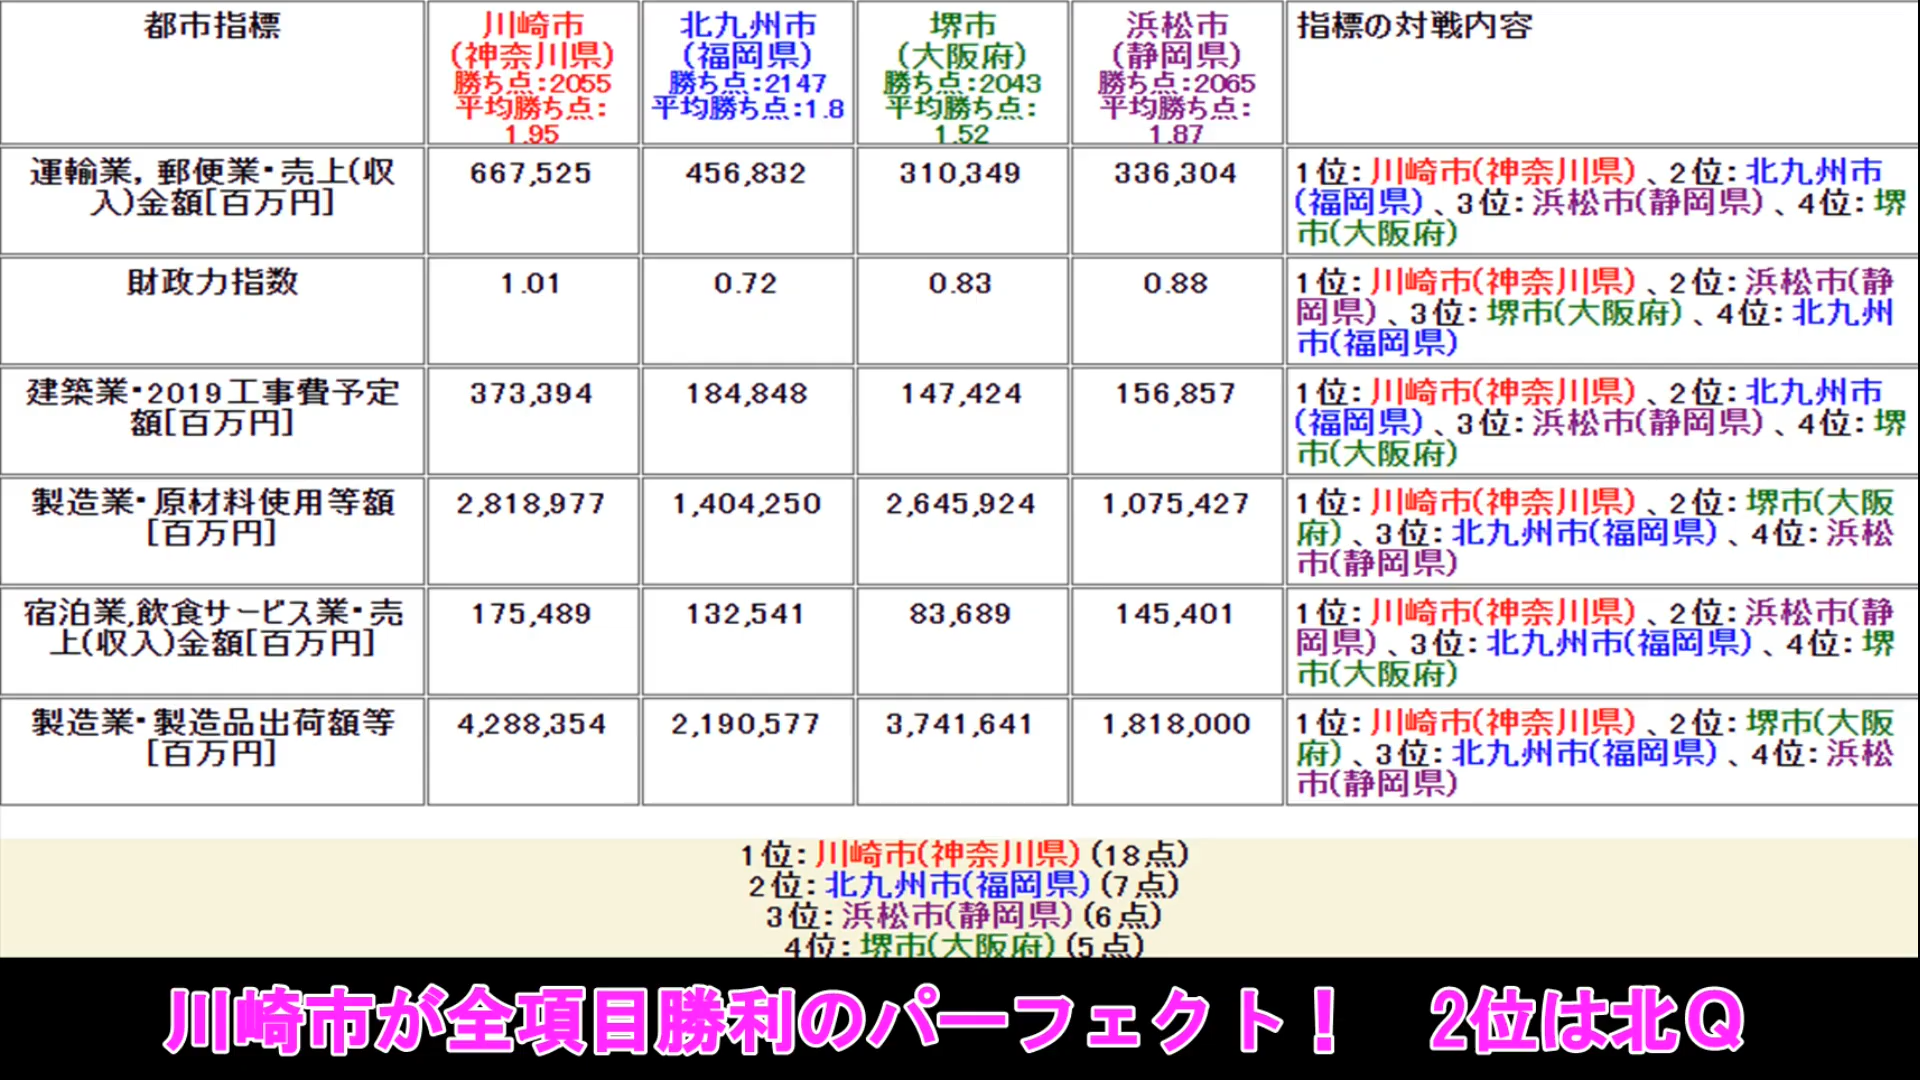 都市指標
川崎市
(神奈川県)
勝ち点:2055
平均勝ち点:
1.95
北九州市
(福岡県)
勝ち点:2147
平均勝ち点:1.8
堺市
(大阪府)
勝ち点:2043
平均勝ち点:
1.52
浜松市
(静岡県)
勝ち点:2065
平均勝ち点:
1.87
指標の対戦内容
運輸業，郵便業・売上(収
入)金額[百万円]
667,525
456,832
310,349
336,304
1位: 川崎市(神奈川県) 、2位: 北九州市
(福岡県) 、3位: 浜松市(静岡県) 、4位: 堺
市(大阪府)
財政力指数
1.01
0.72
0.83
0.88
1位: 川崎市(神奈川県) 、2位: 浜松市(静
岡県) 、3位: 堺市(大阪府) 、4位: 北九州
市(福岡県)
建築業・2019工事費予定
額[百万円]
373,394
184,848
147,424
156,857
1位: 川崎市(神奈川県) 、2位: 北九州市
(福岡県) 、3位: 浜松市(静岡県) 、4位: 堺
市(大阪府)
製造業・原材料使用等額
[百万円]
2,818,977
1,404,250
2,645,924
1,075,427
1位: 川崎市(神奈川県) 、2位: 堺市(大阪
府) 、3位: 北九州市(福岡県) 、4位: 浜松
市(静岡県)
宿泊業,飲食サービス業・売
上(収入)金額[百万円]
175,489
132,541
83,689
145,401
1位: 川崎市(神奈川県) 、2位: 浜松市(静
岡県) 、3位: 北九州市(福岡県) 、4位: 堺
市(大阪府)
製造業・製造品出荷額等
[百万円]
4,288,354
2,190,577
3,741,641
1,818,000
1位: 川崎市(神奈川県) 、2位: 堺市(大阪
府) 、3位: 北九州市(福岡県) 、4位: 浜松
市(静岡県)
1位: 川崎市(神奈川県) (18点)
2位: 北九州市(福岡県) (7点)
3位: 浜松市(静岡県) (6点)
4位: 堺市(大阪府) (5点)
川崎市が全項目勝利のパーフェクト！　2位は北Ｑ